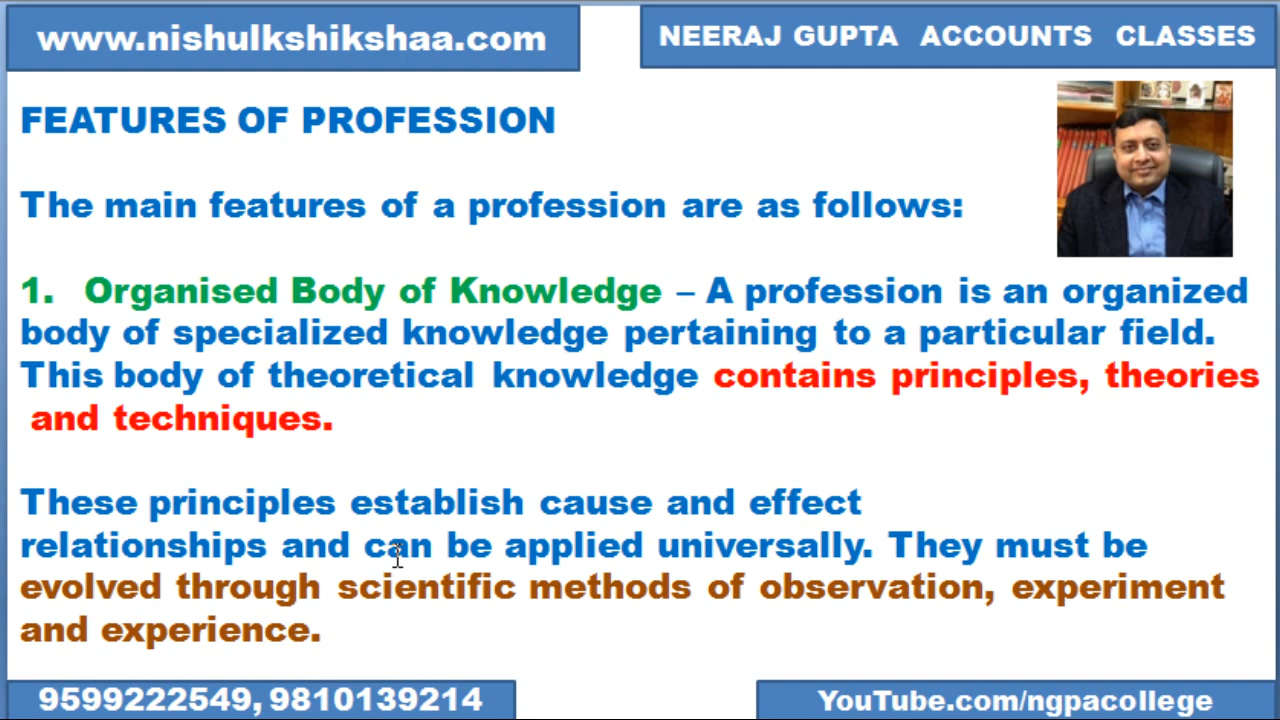 www.nishulkshikshaa.com
NEERAJ GUPTA ACCOUNTS CLASSES
FEATURES OF PROFESSION
The main features of a profession are as follows:
1. Organised Body of Knowledge – A profession is an organized
body of specialized knowledge pertaining to a particular field.
This body of theoretical knowledge contains principles, theories
and techniques.
These principles establish cause and effect
relationships and can be applied universally. They must be
evolved through scientific methods of observation, experiment
and experience.
9599222549, 9810139214
YouTube.com/ngpacollege